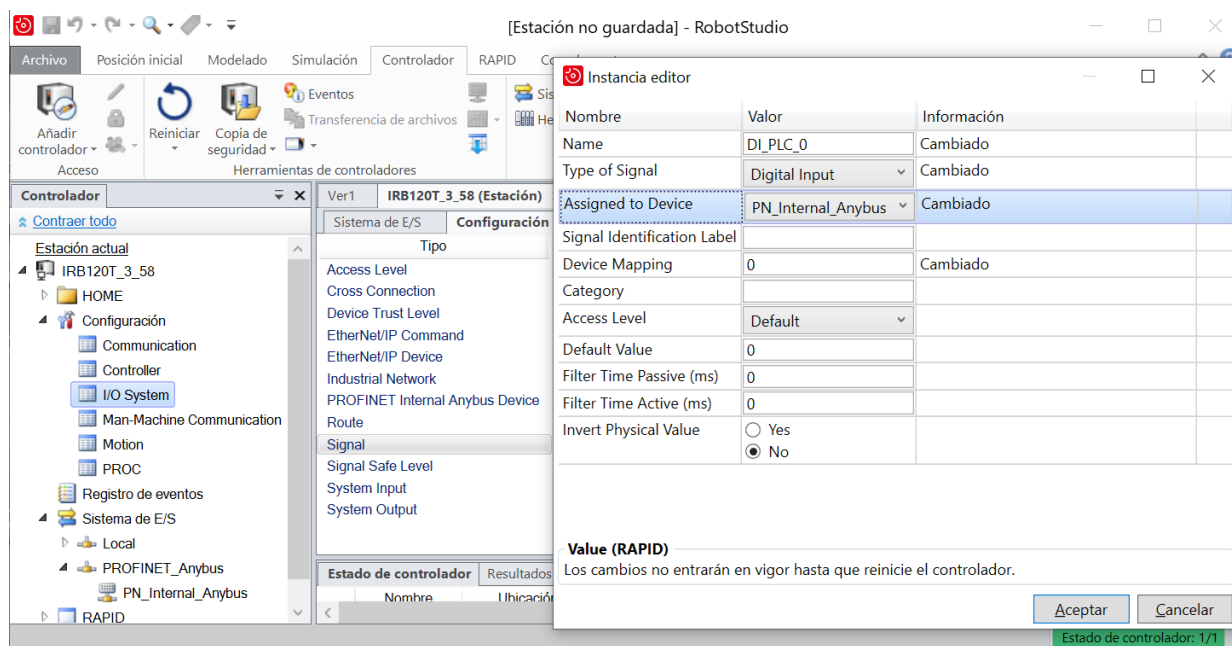 [Estación no guardada] - RobotStudio
Archivo Posición inicial Modelado Simulación Controlador RAPID
Añadir controlador
Reiniciar
Copia de seguridad
Eventos
Transferencia de archivos
Acceso
Herramientas de controladores
Controlador
Contraer todo
Estación actual
IRB120T_3_58
HOME
Configuración
Communication
Controller
I/O System
Man-Machine Communication
Motion
PROC
Registro de eventos
Sistema de E/S
Local
PROFINET_Anybus
PN_Internal_Anybus
RAPID
Ver1 IRB120T_3_58 (Estación)
Sistema de E/S Configuración
Tipo
Access Level
Cross Connection
Device Trust Level
EtherNet/IP Command
EtherNet/IP Device
Industrial Network
PROFINET Internal Anybus Device
Route
Signal
Signal Safe Level
System Input
System Output
Estado de controlador Resultados
Nombre
Instancia editor
Nombre Valor Información
Name DI_PLC_0 Cambiado
Type of Signal Digital Input Cambiado
Assigned to Device PN_Internal_Anybus Cambiado
Signal Identification Label
Device Mapping 0 Cambiado
Category
Access Level Default
Default Value 0
Filter Time Passive (ms) 0
Filter Time Active (ms) 0
Invert Physical Value Yes
No
Value (RAPID)
Los cambios no entrarán en vigor hasta que reinicie el controlador.
Aceptar Cancelar
Estado de controlador: 1/1